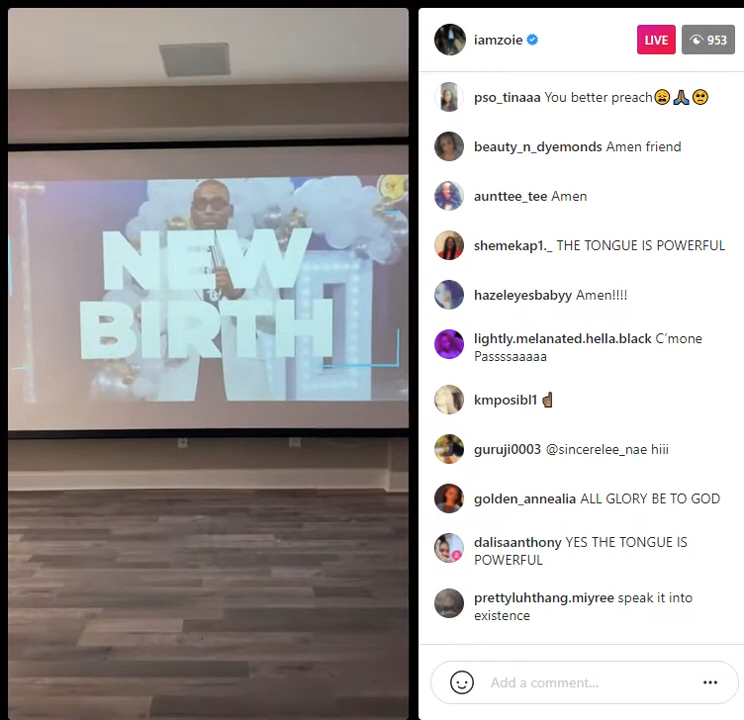 NEW
BIRTH
iamzoie
LIVE
953
pso_tinaaa You better preach😩🙏🏾🥺
beauty_n_dyemonds Amen friend
aunttee_tee Amen
shemekap1._ THE TONGUE IS POWERFUL
hazeleyesbabyy Amen!!!!
lightly.melanated.hella.black C'mone
Passssaaaaa
kmposibl1 ☝🏾
guruji0003 @sincerelee_nae hiii
golden_annealia ALL GLORY BE TO GOD
dalisaanthony YES THE TONGUE IS
POWERFUL
prettyluhthang.miyree speak it into
existence
Add a comment...